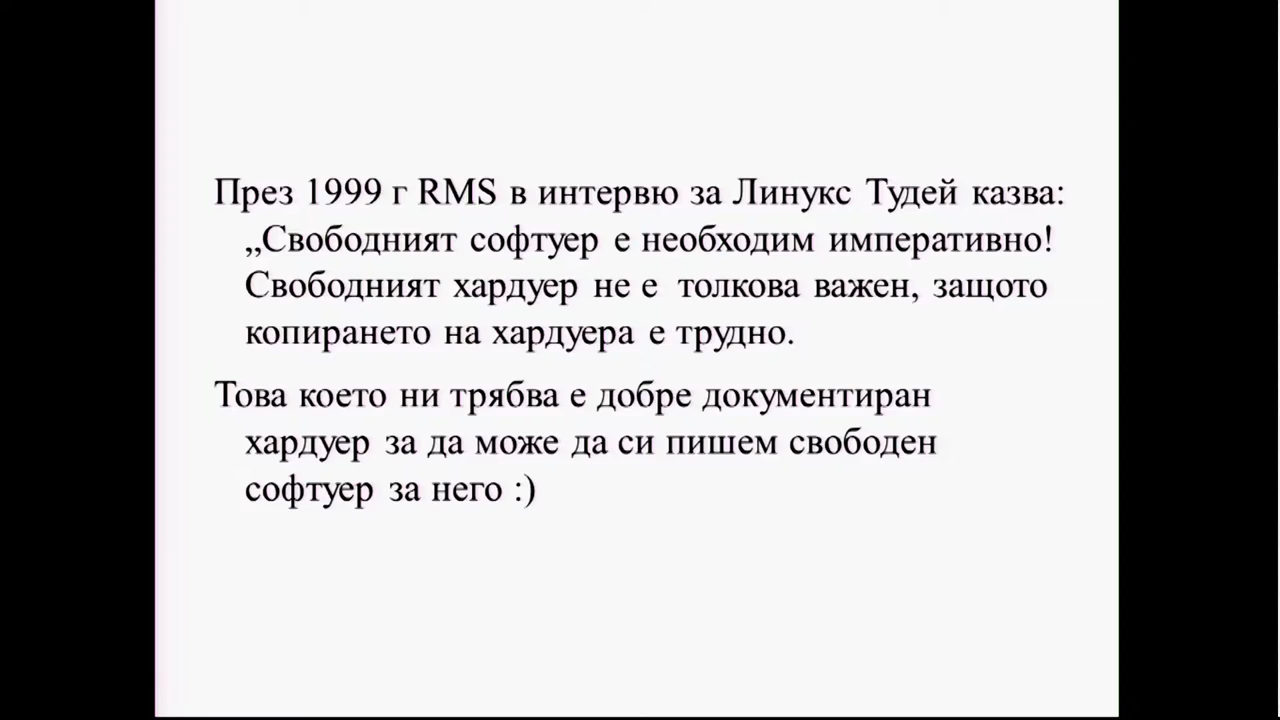 През 1999 г RMS в интервю за Линукс Тудей казва:
„Свободният софтуер е необходим императивно!
Свободният хардуер не е толкова важен, защото
копирането на хардуера е трудно.
Това което ни трябва е добре документиран
хардуер за да може да си пишем свободен
софтуер за него :)